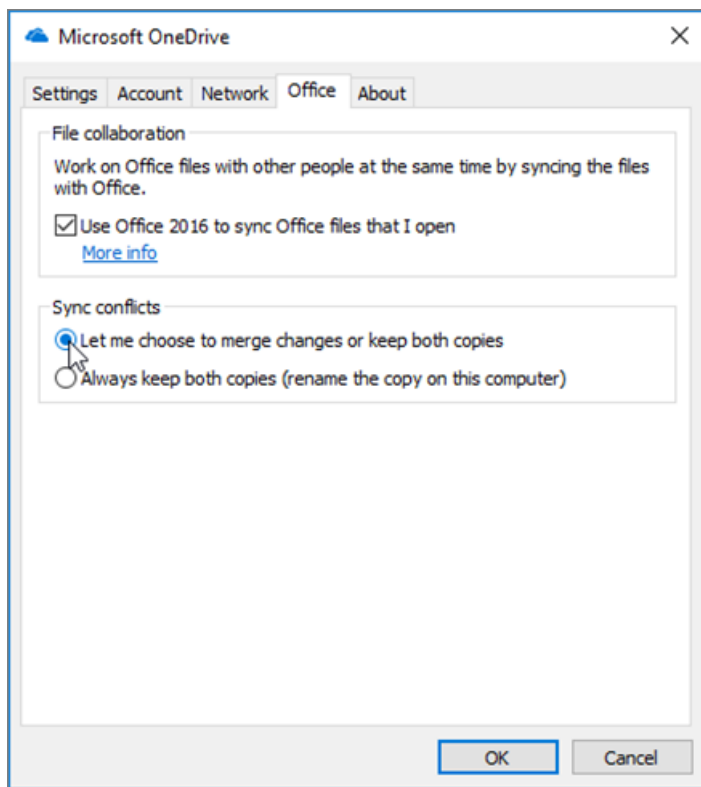 Microsoft OneDrive
Settings Account Network Office About
File collaboration
Work on Office files with other people at the same time by syncing the files
with Office.
Use Office 2016 to sync Office files that I open
More info
Sync conflicts
Let me choose to merge changes or keep both copies
Always keep both copies (rename the copy on this computer)
OK Cancel